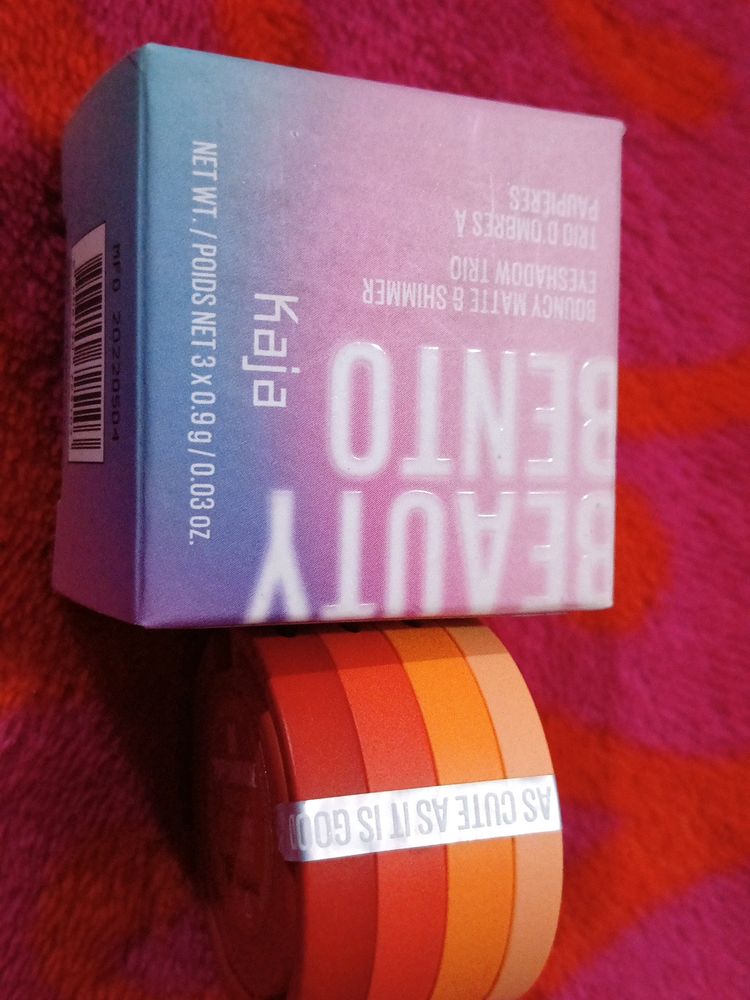 BEAUTY
BENTO
BOUNCY MATTE & SHIMMER
EYESHADOW TRIO
TRIO D'OMBRES À
PAUPIÈRES
Kaja
NET WT. / POIDS NET 3 X 0.9 g / 0.03 oz.
MFG 20220504
AS CUTE AS IT IS GOO